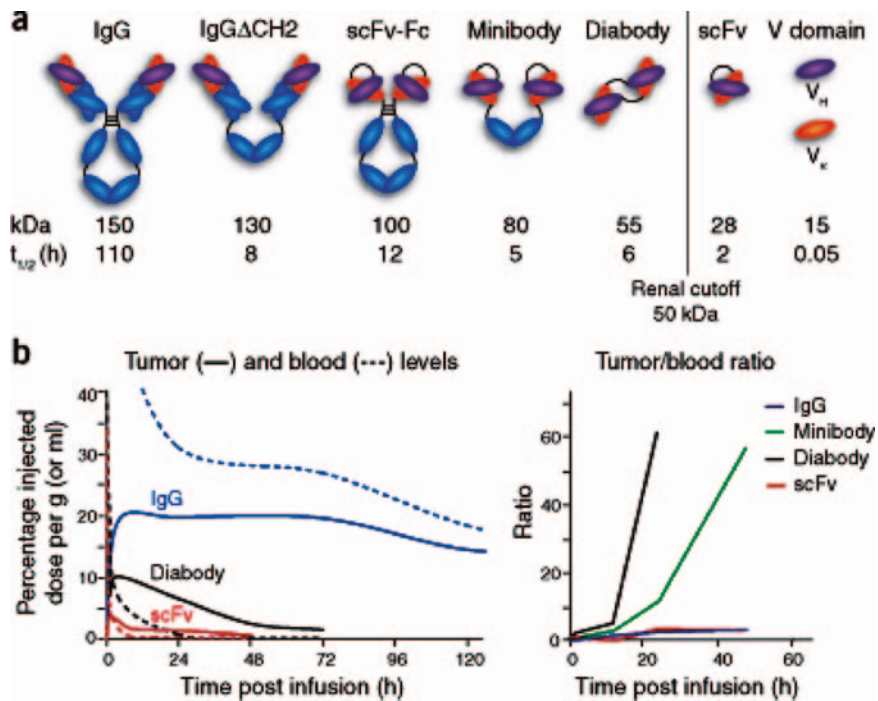 a
IgG IgGΔCH2 scFv-Fc Minibody Diabody scFv V domain
V_H
V_κ
kDa 150 130 100 80 55 28 15
t_1/2 (h) 110 8 12 5 6 2 0.05
Renal cutoff
50 kDa
b
Tumor (—) and blood (---) levels
Percentage injected
dose per g (or ml)
40
30
20
10
0
IgG
Diabody
scFv
0 24 48 72 96 120
Time post infusion (h)
Tumor/blood ratio
Ratio
60
40
20
0
IgG
Minibody
Diabody
scFv
0 20 40 60
Time post infusion (h)